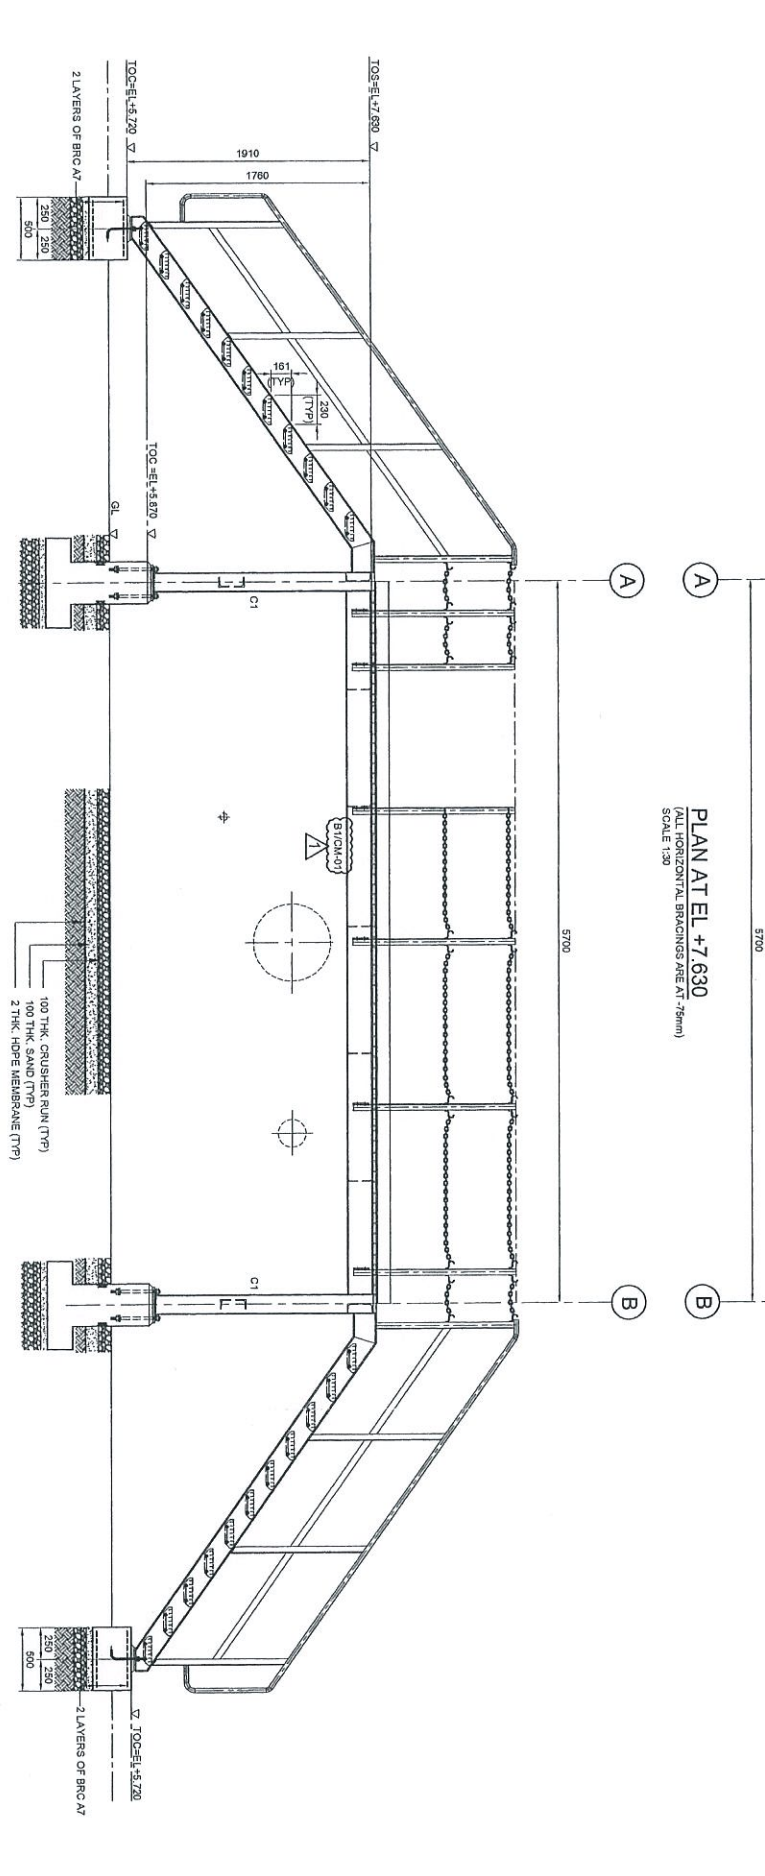 A
B
5700
PLAN AT EL +7.630
(ALL HORIZONTAL BRACINGS ARE AT -75mm)
SCALE 1:30
A
B
5700
TOS=EL+7.630
1910
1760
161
(TYP)
230
(TYP)
B1/CM-01
1
C1
C1
TOC =EL+5.870
GL
TOC=EL+5.720
TOC=EL+5.720
2 LAYERS OF BRC A7
2 LAYERS OF BRC A7
250
250
500
250
250
500
100 THK. CRUSHER RUN (TYP)
100 THK. SAND (TYP)
2 THK. HDPE MEMBRANE (TYP)